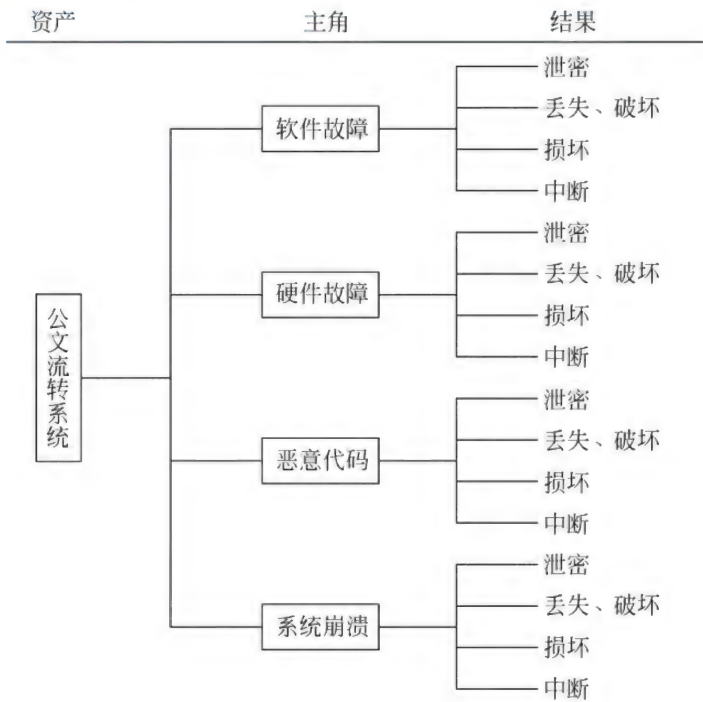 资产 主角 结果
泄密
丢失、破坏
软件故障
损坏
中断
泄密
丢失、破坏
硬件故障
损坏
中断
公文流转系统
泄密
丢失、破坏
恶意代码
损坏
中断
泄密
丢失、破坏
系统崩溃
损坏
中断